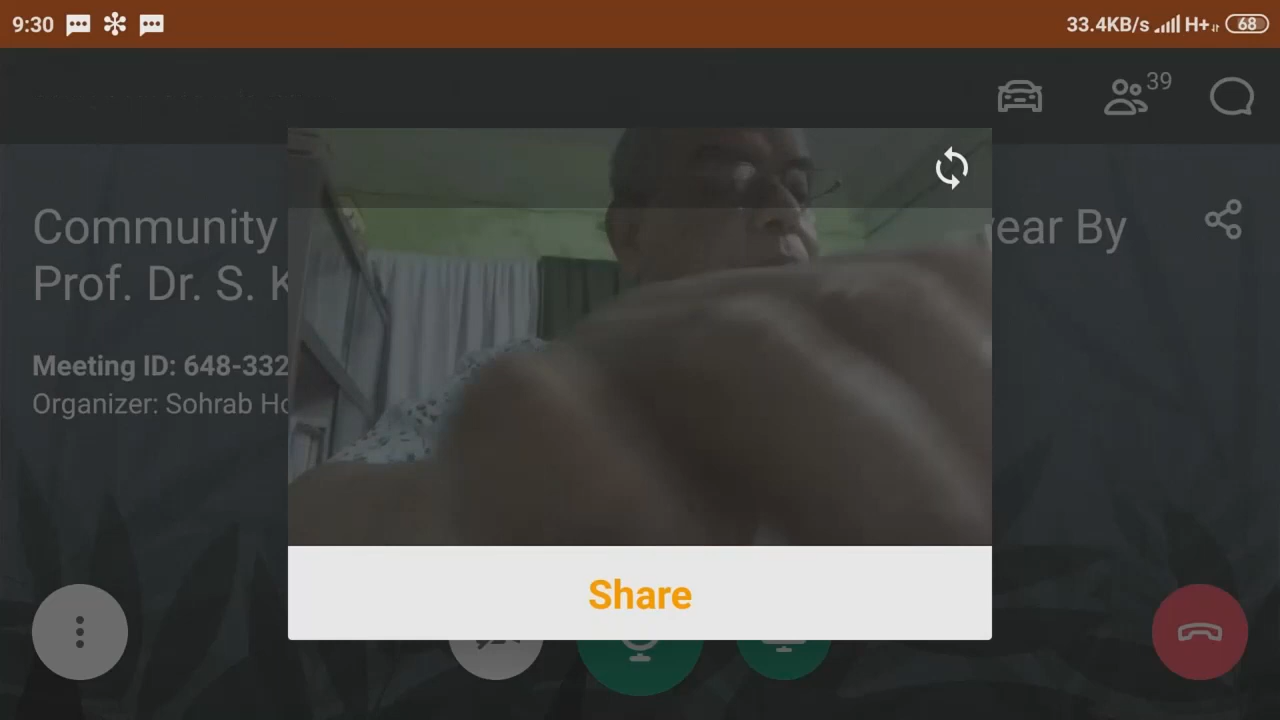 9:30
33.4KB/s H+ 68
39
Community
ear By
Prof. Dr. S. K
Meeting ID: 648-332
Organizer: Sohrab Ho
Share